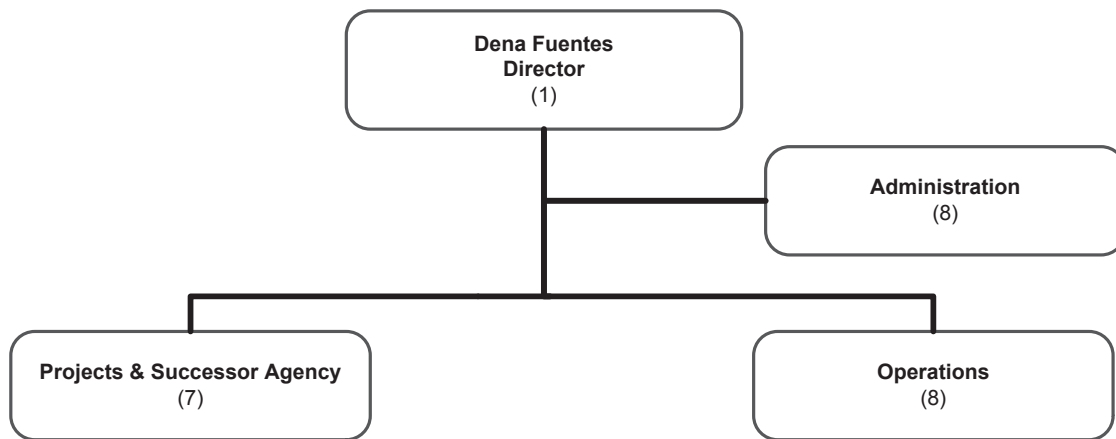 Dena Fuentes
Director
(1)
Administration
(8)
Projects & Successor Agency
(7)
Operations
(8)